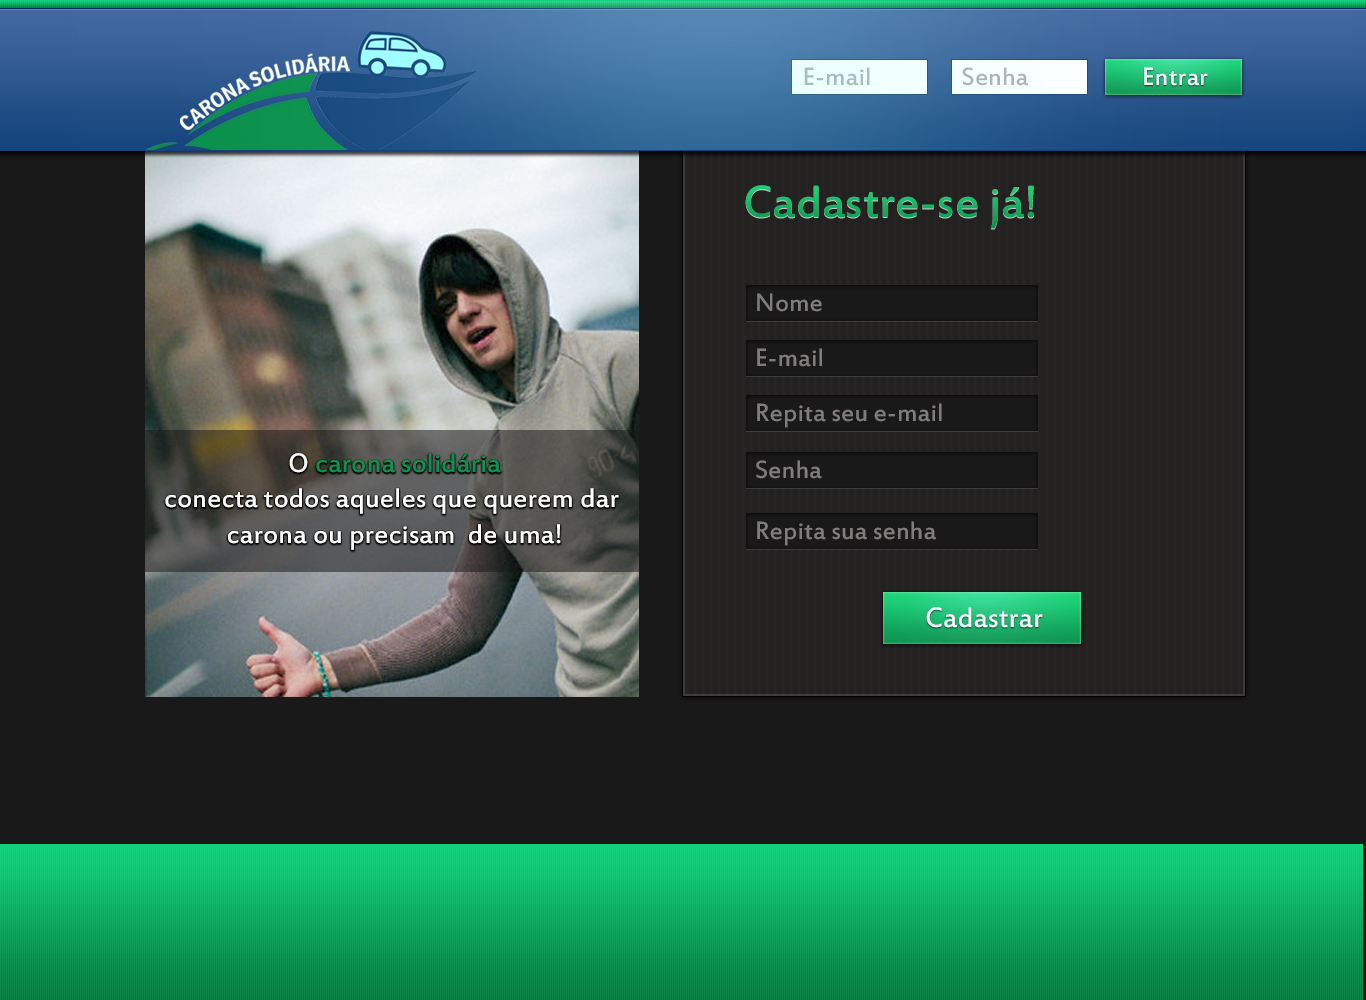 CARONA SOLIDÁRIA
E-mail
Senha
Entrar
O carona solidária
conecta todos aqueles que querem dar
carona ou precisam de uma!
Cadastre-se já!
Nome
E-mail
Repita seu e-mail
Senha
Repita sua senha
Cadastrar